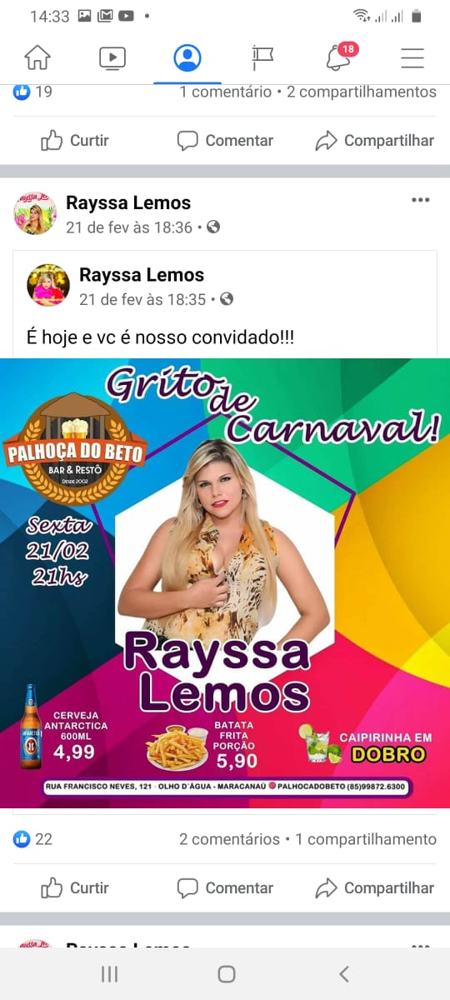 14:33
18
19
1 comentário • 2 compartilhamentos
Curtir
Comentar
Compartilhar
Rayssa Lemos
21 de fev às 18:36 •
Rayssa Lemos
21 de fev às 18:35 •
É hoje e vc é nosso convidado!!!
Grito
de
Carnaval!
PALHOÇA DO BETO
BAR & RESTÔ
DESDE 2002
Sexta
21/02
21hs
Rayssa
Lemos
CERVEJA
ANTARCTICA
600ML
4,99
BATATA
FRITA
PORÇÃO
5,90
CAIPIRINHA EM
DOBRO
RUA FRANCISCO NEVES, 121 - OLHO D´ÁGUA - MARACANAÚ PALHOCADOBETO (85)99872.6300
22
2 comentários • 1 compartilhamento
Curtir
Comentar
Compartilhar
Rayssa Lemos